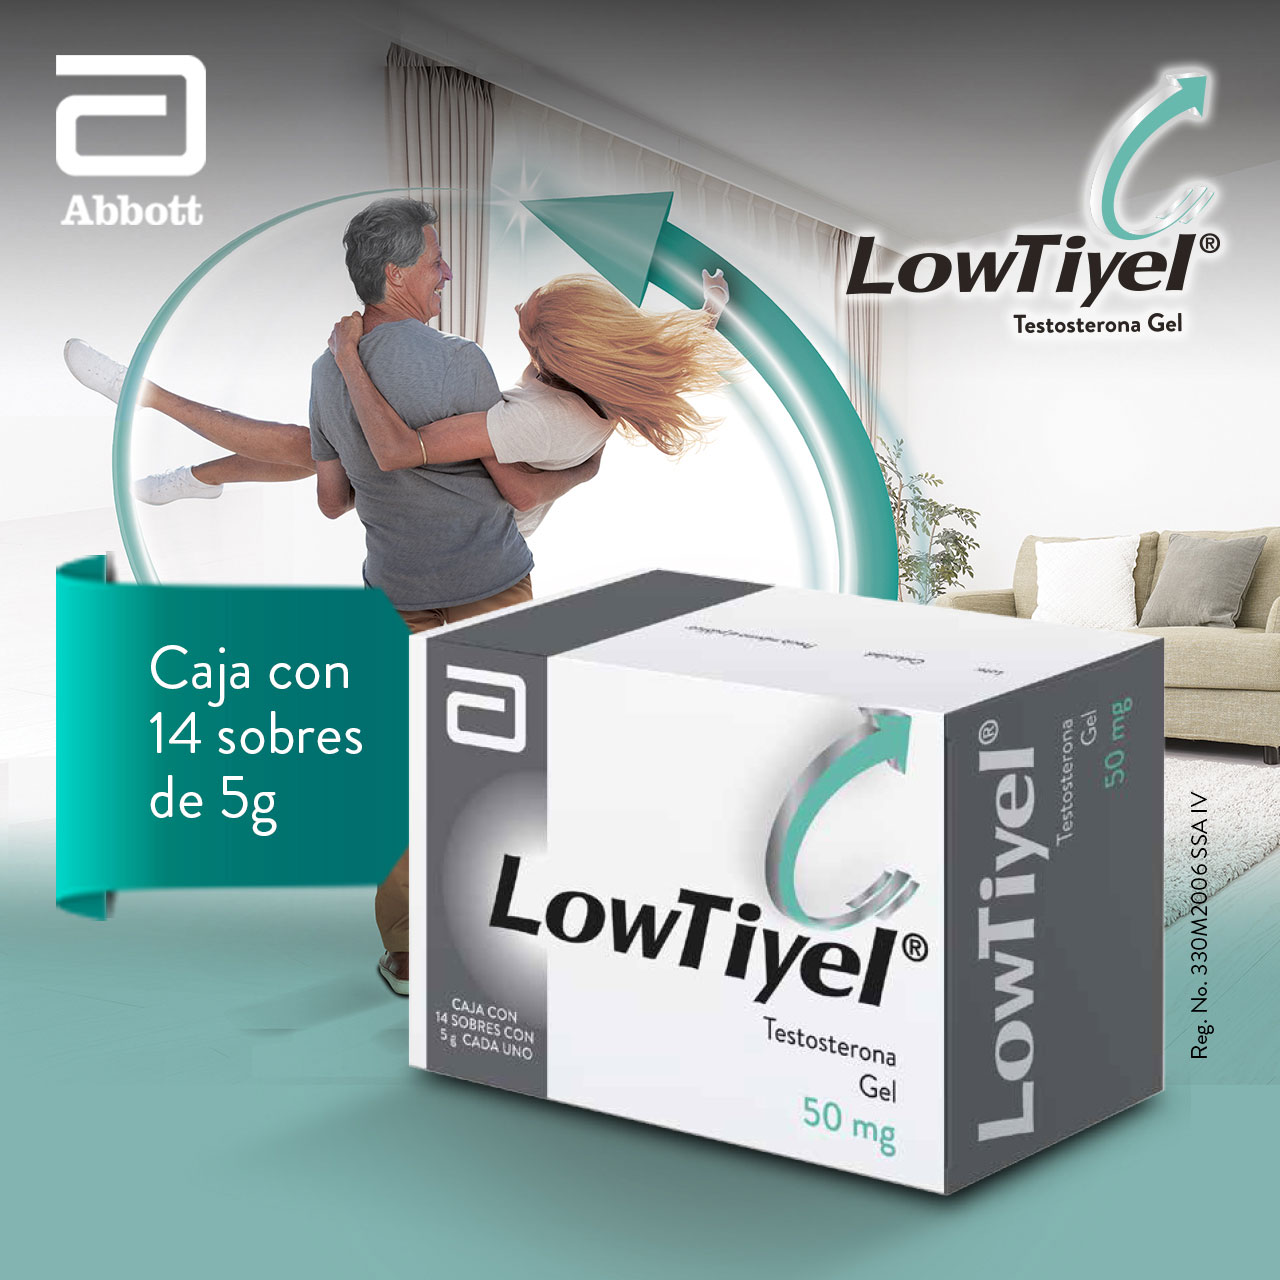 Abbott
LowTiyel®
Testosterona Gel
Caja con
14 sobres
de 5g
LowTiyel®
Testosterona
Gel
50 mg
CAJA CON
14 SOBRES CON
5 g CADA UNO
LowTiyel®
Testosterona
Gel
50 mg
Reg. No. 330M2006 SSA IV